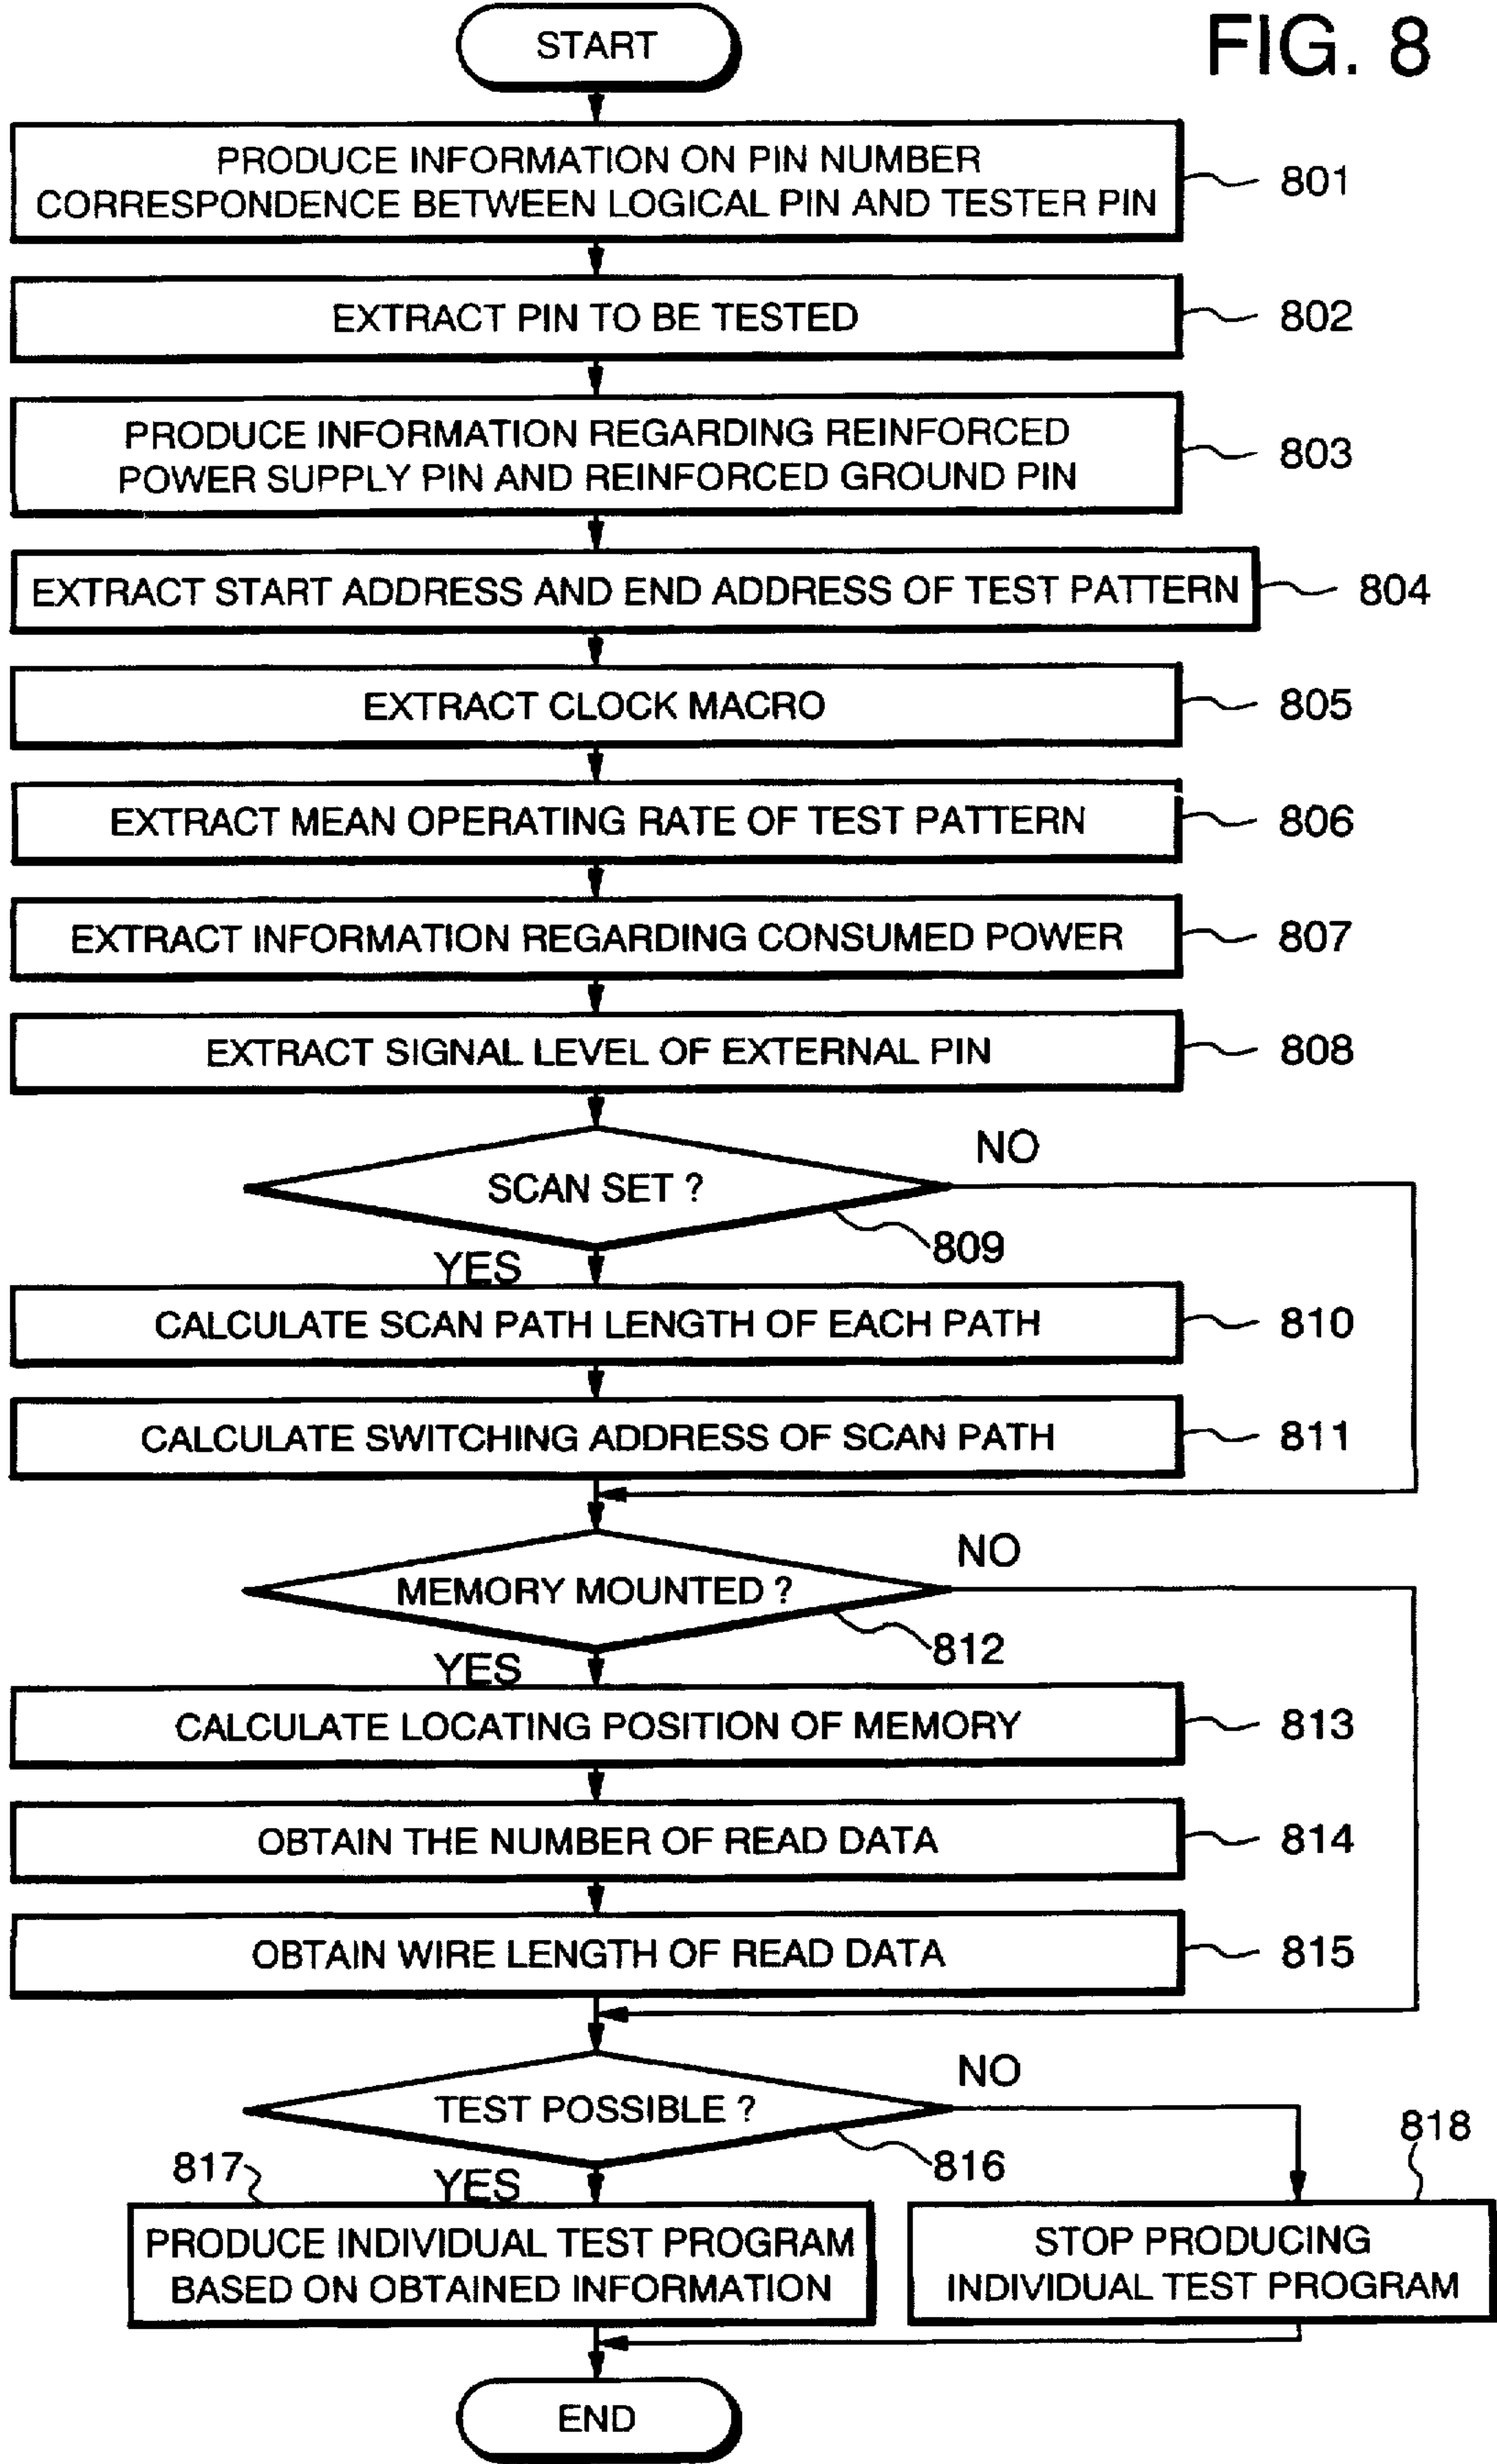 FIG. 8
START
PRODUCE INFORMATION ON PIN NUMBER
CORRESPONDENCE BETWEEN LOGICAL PIN AND TESTER PIN
801
EXTRACT PIN TO BE TESTED
802
PRODUCE INFORMATION REGARDING REINFORCED
POWER SUPPLY PIN AND REINFORCED GROUND PIN
803
EXTRACT START ADDRESS AND END ADDRESS OF TEST PATTERN
804
EXTRACT CLOCK MACRO
805
EXTRACT MEAN OPERATING RATE OF TEST PATTERN
806
EXTRACT INFORMATION REGARDING CONSUMED POWER
807
EXTRACT SIGNAL LEVEL OF EXTERNAL PIN
808
NO
SCAN SET ?
809
YES
CALCULATE SCAN PATH LENGTH OF EACH PATH
810
CALCULATE SWITCHING ADDRESS OF SCAN PATH
811
NO
MEMORY MOUNTED ?
812
YES
CALCULATE LOCATING POSITION OF MEMORY
813
OBTAIN THE NUMBER OF READ DATA
814
OBTAIN WIRE LENGTH OF READ DATA
815
NO
TEST POSSIBLE ?
816
818
817
YES
PRODUCE INDIVIDUAL TEST PROGRAM
BASED ON OBTAINED INFORMATION
STOP PRODUCING
INDIVIDUAL TEST PROGRAM
END